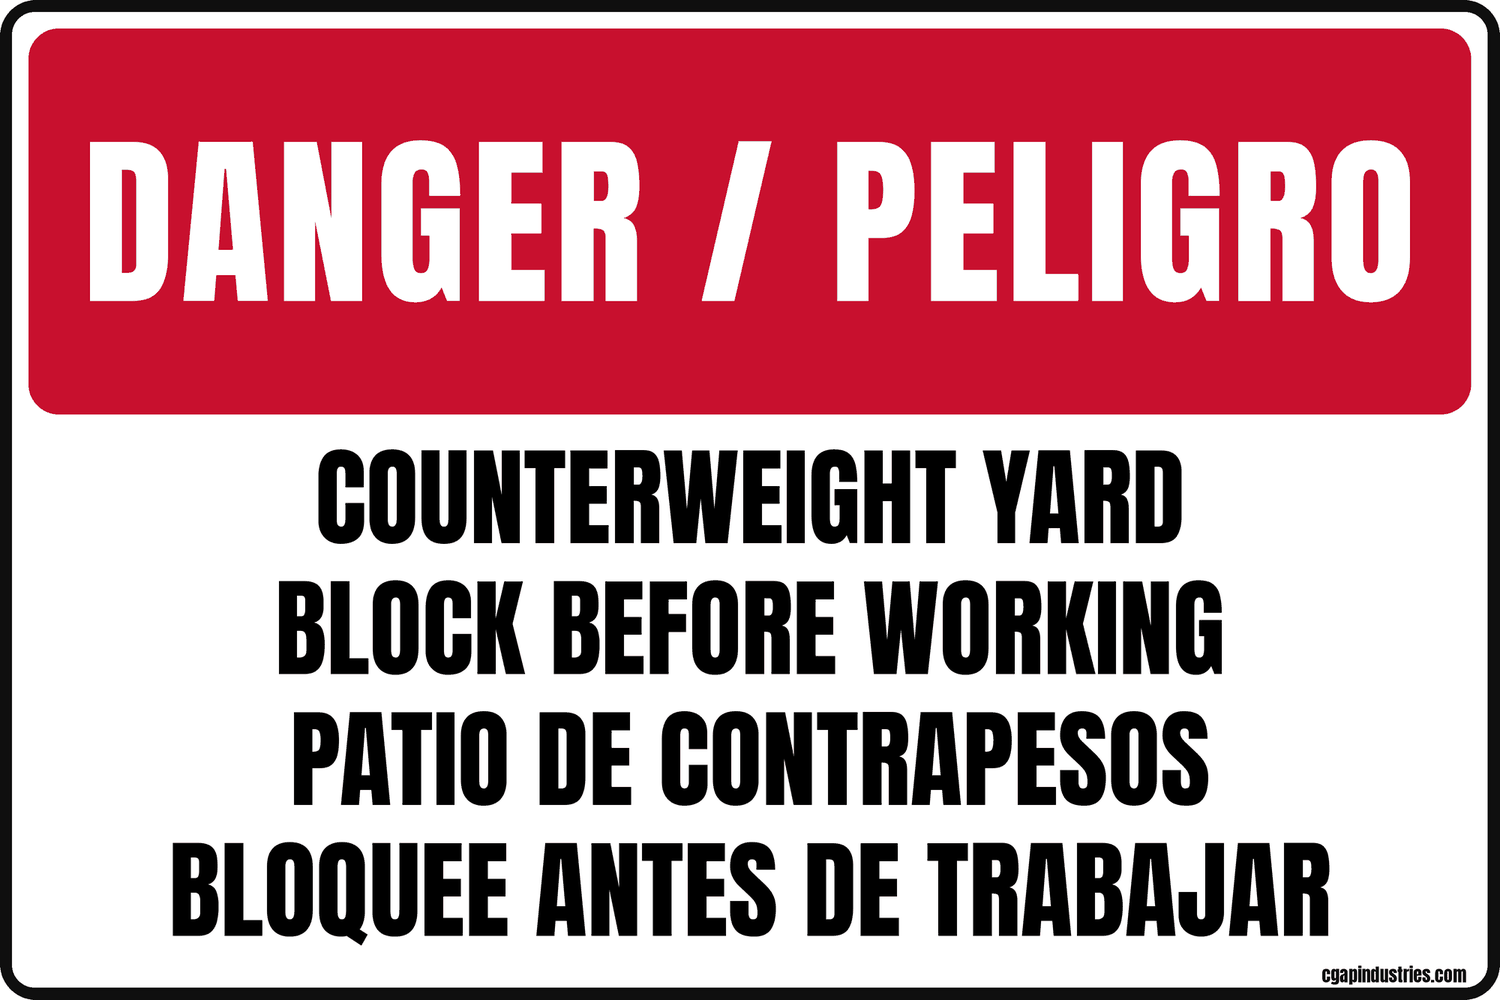 DANGER / PELIGRO
COUNTERWEIGHT YARD
BLOCK BEFORE WORKING
PATIO DE CONTRAPESOS
BLOQUEE ANTES DE TRABAJAR
cgapindustries.com